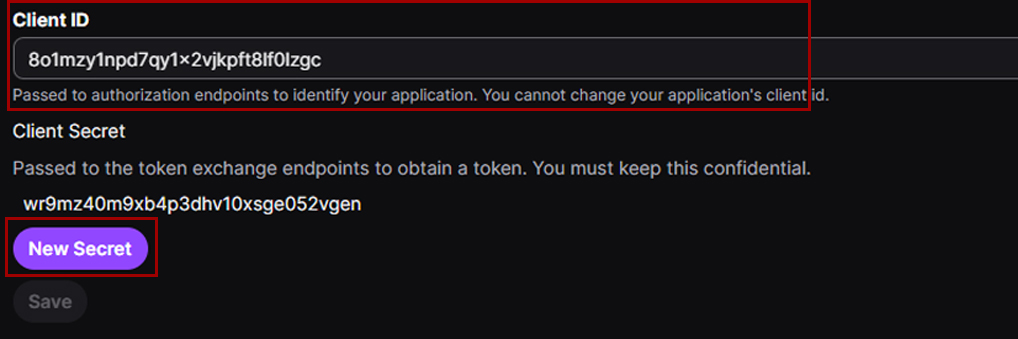 Client ID
8o1mzy1npd7qy1×2vjkpft8lf0lzgc
Passed to authorization endpoints to identify your application. You cannot change your application's client id.
Client Secret
Passed to the token exchange endpoints to obtain a token. You must keep this confidential.
wr9mz40m9xb4p3dhv10xsge052vgen
New Secret
Save